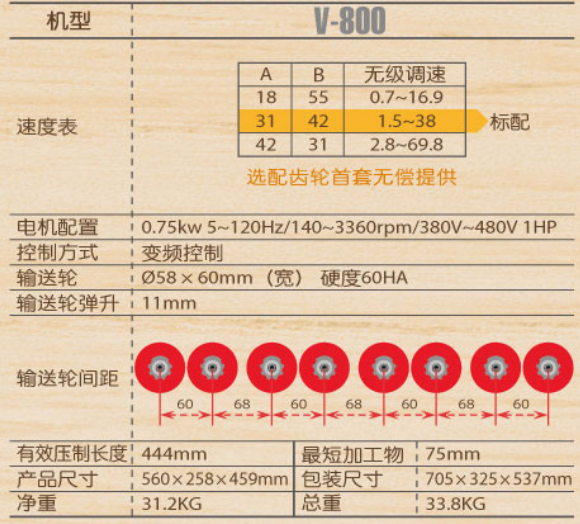 机型 V-800
A B 无级调速
18 55 0.7~16.9
速度表 31 42 1.5~38 标配
42 31 2.8~69.8
选配齿轮首套无偿提供
电机配置 0.75kw 5~120Hz/140~3360rpm/380V~480V 1HP
控制方式 变频控制
输送轮 Ø58×60mm（宽） 硬度60HA
输送轮弹升 11mm
输送轮间距
60 68 60 68 60 68 60
有效压制长度 444mm 最短加工物 75mm
产品尺寸 560×258×459mm 包装尺寸 705×325×537mm
净重 31.2KG 总重 33.8KG